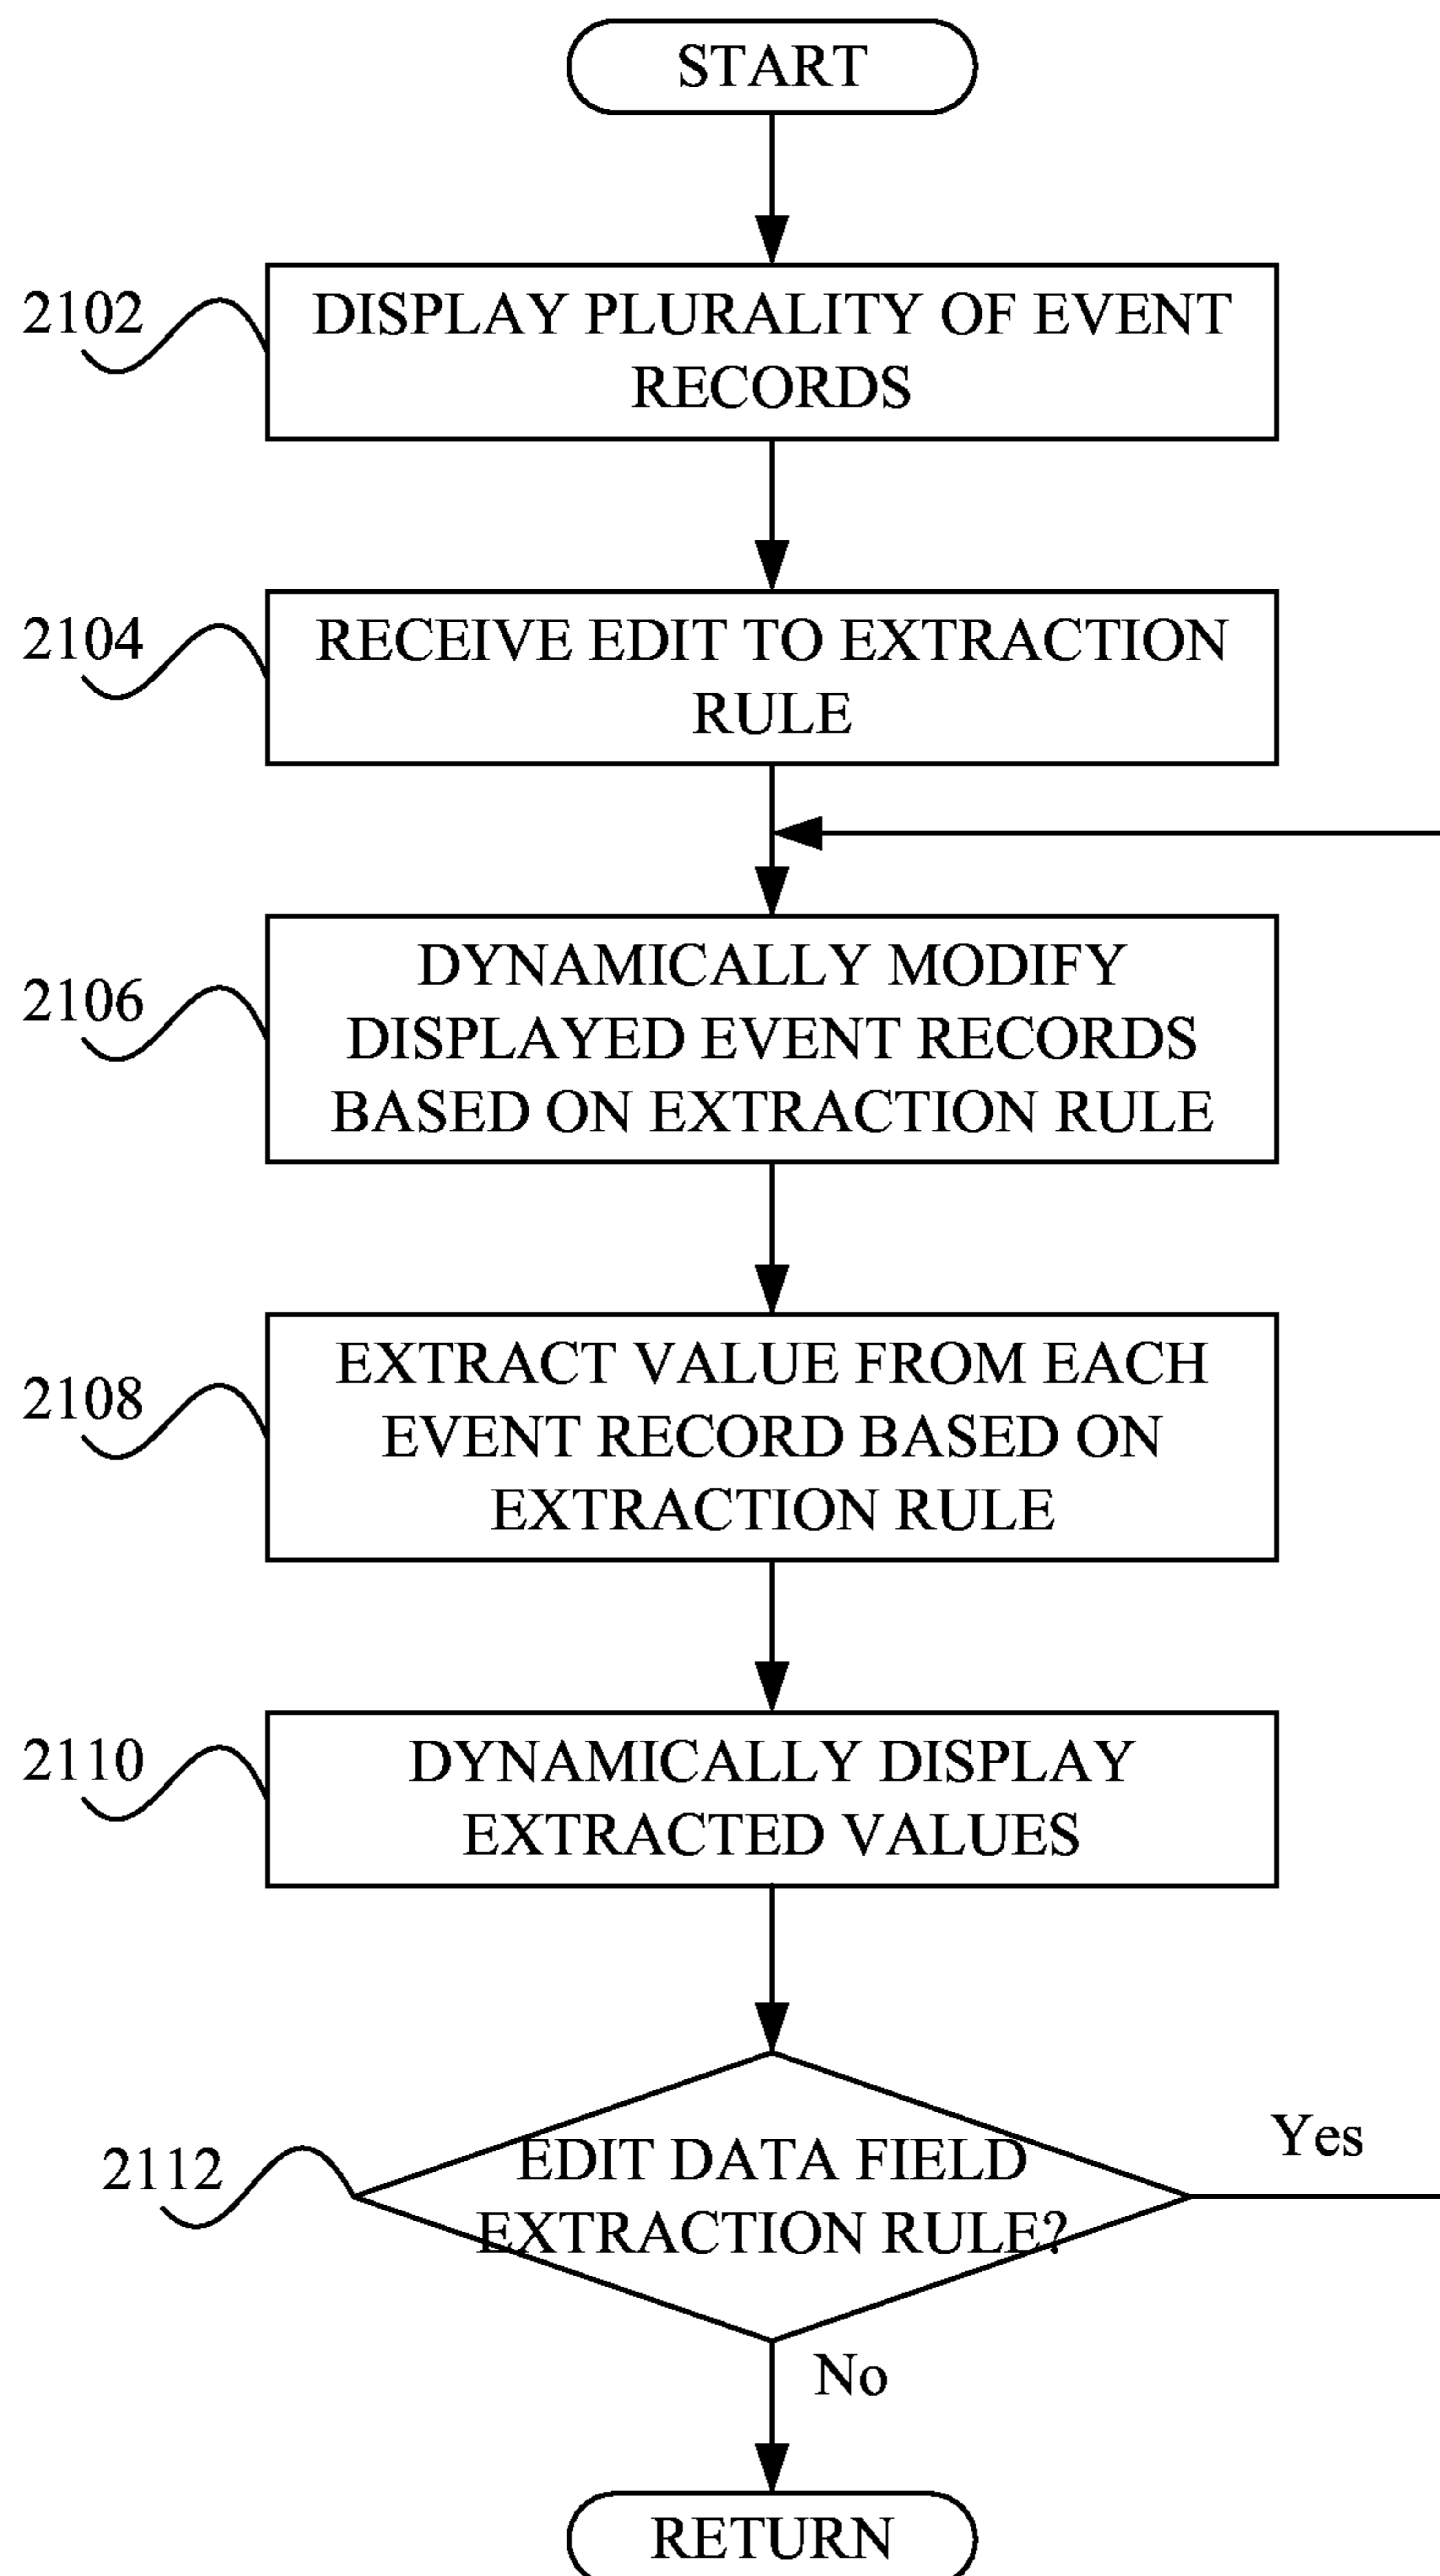 START
2102
DISPLAY PLURALITY OF EVENT
RECORDS
2104
RECEIVE EDIT TO EXTRACTION
RULE
2106
DYNAMICALLY MODIFY
DISPLAYED EVENT RECORDS
BASED ON EXTRACTION RULE
2108
EXTRACT VALUE FROM EACH
EVENT RECORD BASED ON
EXTRACTION RULE
2110
DYNAMICALLY DISPLAY
EXTRACTED VALUES
2112
EDIT DATA FIELD
EXTRACTION RULE?
Yes
No
RETURN